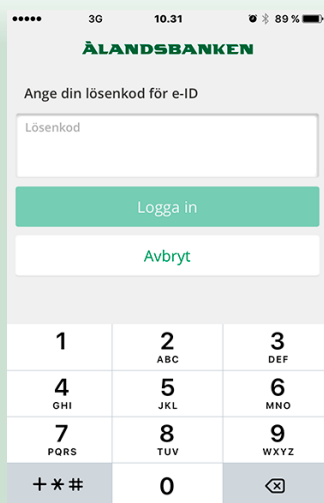 3G 10.31 89 %
ÅLANDSBANKEN
Ange din lösenkod för e-ID
Lösenkod
Logga in
Avbryt
1 2 3
ABC DEF
4 5 6
GHI JKL MNO
7 8 9
PQRS TUV WXYZ
+*# 0